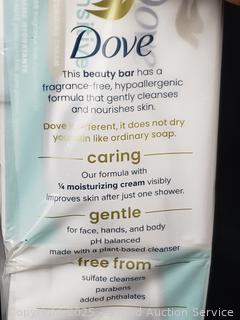 Dove
This beauty bar has a
fragrance-free, hypoallergenic
formula that gently cleanses
and nourishes skin.
Dove is different, it does not dry
your skin like ordinary soap.
caring
Our formula with
¼ moisturizing cream visibly
improves skin after just one shower.
gentle
for face, hands, and body
pH balanced
made with a plant-based cleanser
free from
sulfate cleansers
parabens
added phthalates
2025
Auction Service